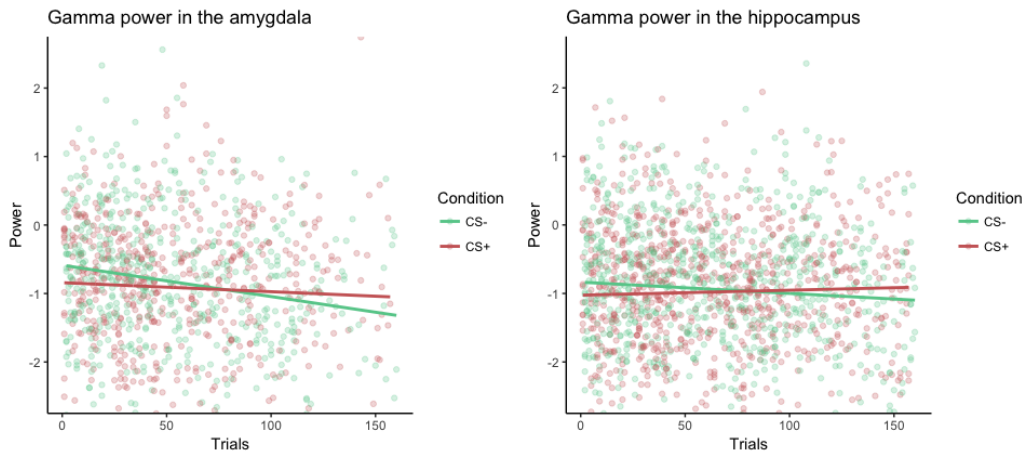 Gamma power in the amygdala
2
1
0
-1
-2
Power
0
50
100
150
Trials
Condition
CS-
CS+
Gamma power in the hippocampus
2
1
0
-1
-2
Power
0
50
100
150
Trials
Condition
CS-
CS+